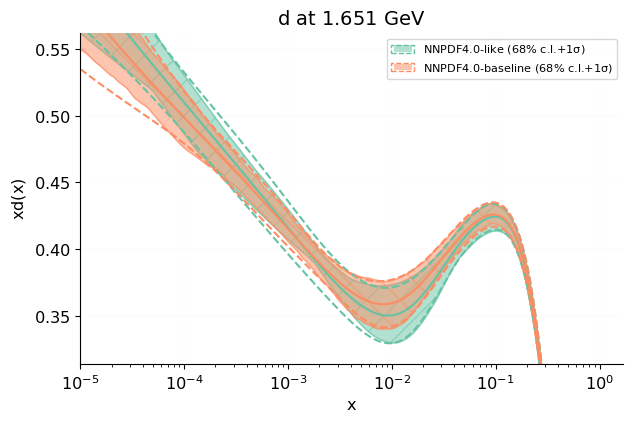 d at 1.651 GeV
NNPDF4.0-like (68% c.l.+1σ)
NNPDF4.0-baseline (68% c.l.+1σ)
xd(x)
0.55
0.50
0.45
0.40
0.35
10⁻⁵ 10⁻⁴ 10⁻³ 10⁻² 10⁻¹ 10⁰
x